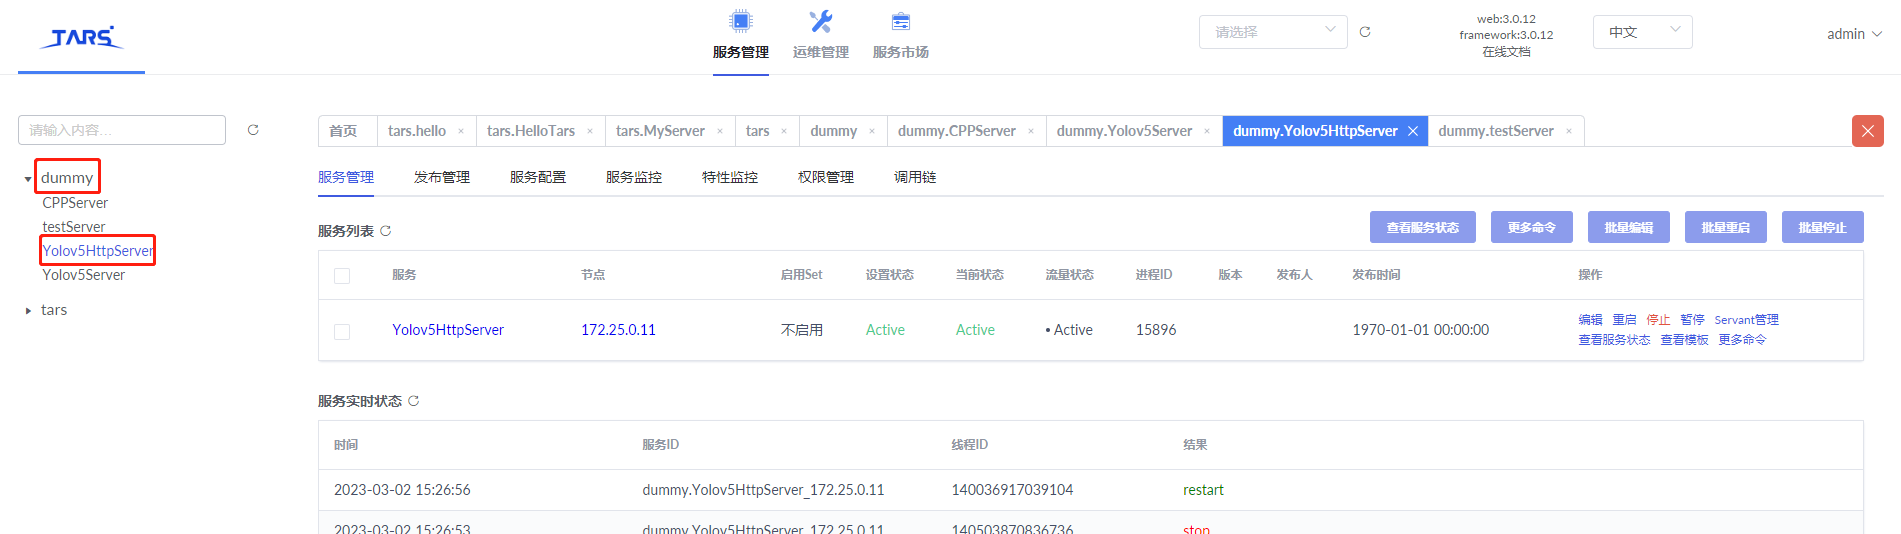 TARS
服务管理
运维管理
服务市场
请选择
web:3.0.12
framework:3.0.12
在线文档
中文
admin
请输入内容...
dummy
CPPServer
testServer
Yolov5HttpServer
Yolov5Server
tars
首页 tars.hello × tars.HelloTars × tars.MyServer × tars × dummy × dummy.CPPServer × dummy.Yolov5Server × dummy.Yolov5HttpServer × dummy.testServer ×
服务管理 发布管理 服务配置 服务监控 特性监控 权限管理 调用链
服务列表
查看服务状态 更多命令 批量编辑 批量重启 批量停止
服务 节点 启用Set 设置状态 当前状态 流量状态 进程ID 版本 发布人 发布时间 操作
Yolov5HttpServer 172.25.0.11 不启用 Active Active • Active 15896 1970-01-01 00:00:00
编辑 重启 停止 暂停 Servant管理
查看服务状态 查看模板 更多命令
服务实时状态
时间 服务ID 线程ID 结果
2023-03-02 15:26:56 dummy.Yolov5HttpServer_172.25.0.11 140036917039104 restart
2023-03-02 15:26:53 dummy.Yolov5HttpServer_172.25.0.11 140503870836736 stop